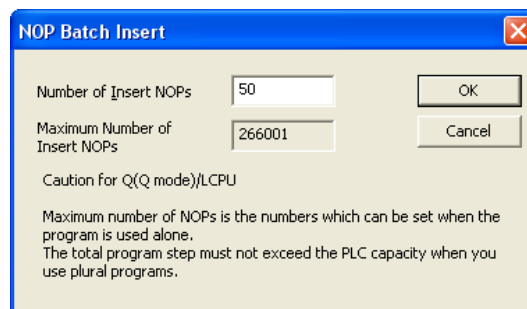 NOP Batch Insert
Number of Insert NOPs 50 OK
Maximum Number of
Insert NOPs 266001 Cancel
Caution for Q(Q mode)/LCPU
Maximum number of NOPs is the numbers which can be set when the
program is used alone.
The total program step must not exceed the PLC capacity when you
use plural programs.